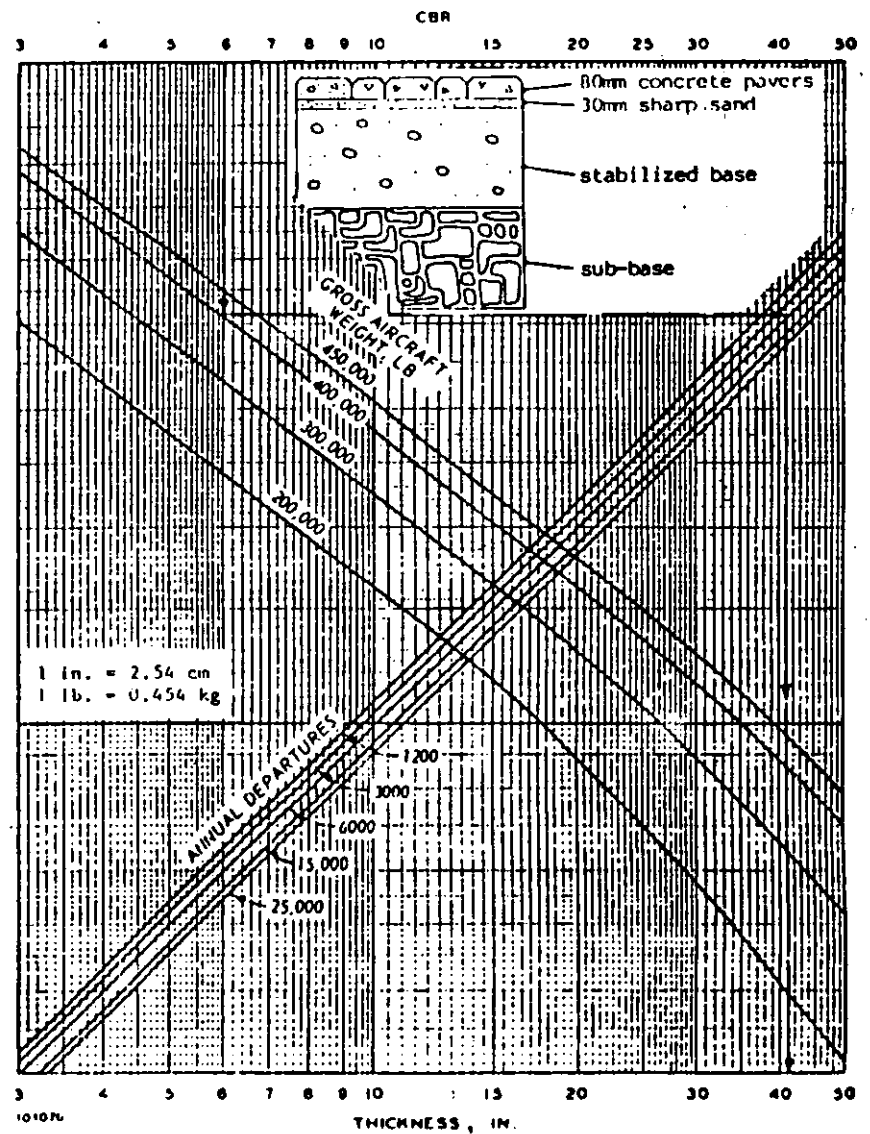 CBR
3 4 5 6 7 8 9 10 15 20 30 40 50
80mm concrete pavers
30mm sharp sand
stabilized base
sub-base
GROSS AIRCRAFT
WEIGHT, LB
450,000
400,000
300,000
200,000
1 in. = 2.54 cm
1 lb. = 0.454 kg
ANNUAL DEPARTURES
1200
3000
6000
15,000
25,000
3 4 5 6 7 8 9 10 15 20 30 40 50
THICKNESS, IN.